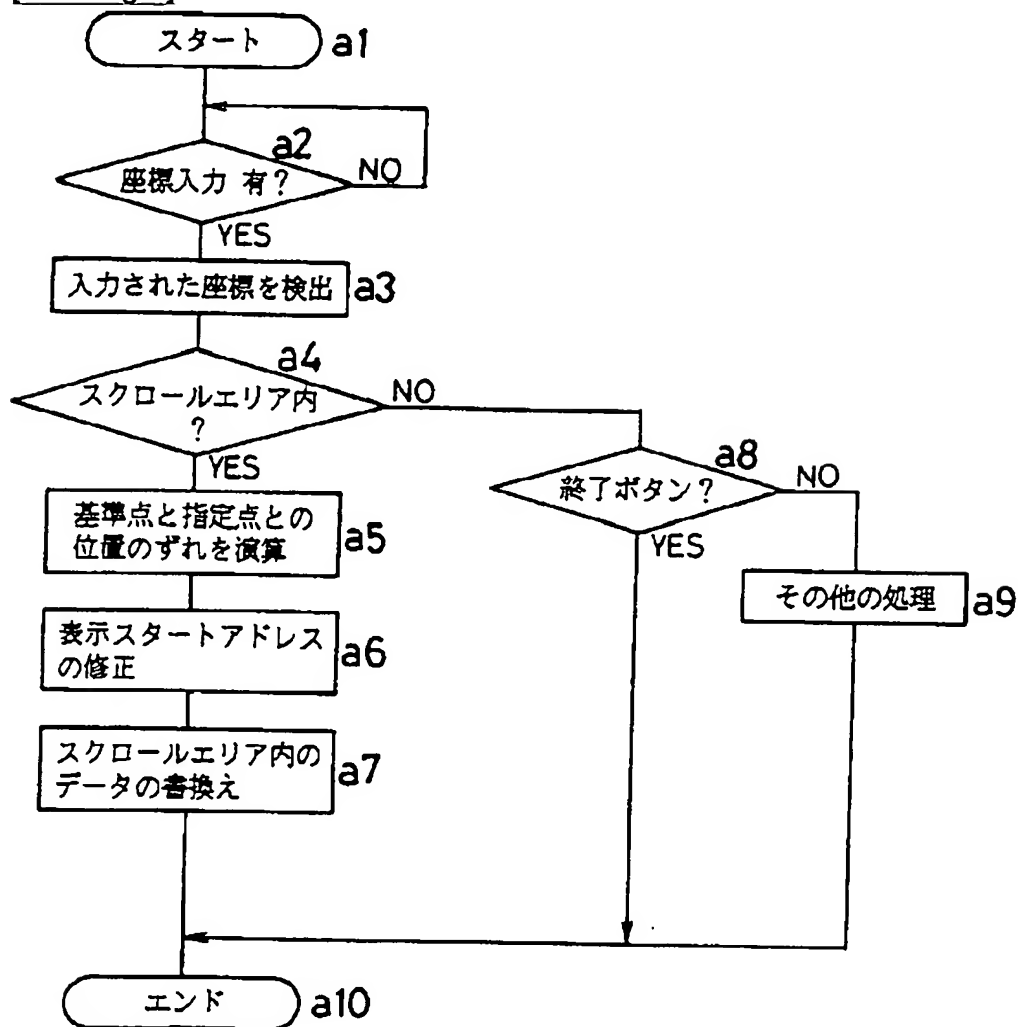 スタート a1
a2
座標入力 有? NO
YES
入力された座標を検出 a3
a4
スクロールエリア内 NO
?
YES
a8
終了ボタン? NO
YES
基準点と指定点との
位置のずれを演算 a5
その他の処理 a9
表示スタートアドレス
の修正 a6
スクロールエリア内の
データの書換え a7
エンド a10